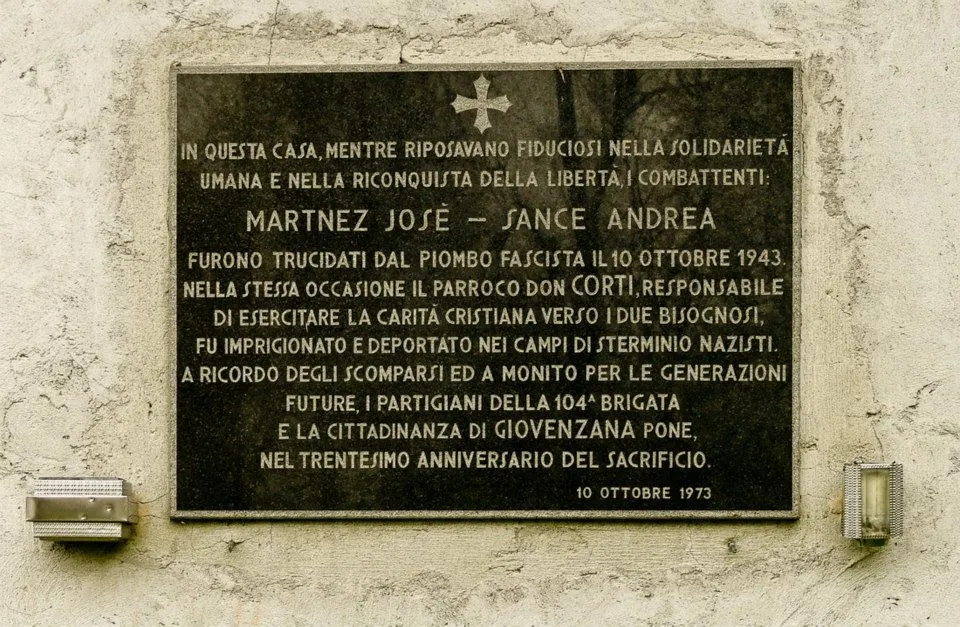 IN QUESTA CASA, MENTRE RIPOSAVANO FIDUCIOSI NELLA SOLIDARIETÁ
UMANA E NELLA RICONQUISTA DELLA LIBERTÁ, I COMBATTENTI:
MARTNEZ JOSÈ – SANCE ANDREA
FURONO TRUCIDATI DAL PIOMBO FASCISTA IL 10 OTTOBRE 1943.
NELLA STESSA OCCASIONE IL PARROCO DON CORTI, RESPONSABILE
DI ESERCITARE LA CARITÁ CRISTIANA VERSO I DUE BISOGNOSI,
FU IMPRIGIONATO E DEPORTATO NEI CAMPI DI STERMINIO NAZISTI.
A RICORDO DEGLI SCOMPARSI ED A MONITO PER LE GENERAZIONI
FUTURE, I PARTIGIANI DELLA 104ᴬ BRIGATA
E LA CITTADINANZA DI GIOVENZANA PONE,
NEL TRENTESIMO ANNIVERSARIO DEL SACRIFICIO.
10 OTTOBRE 1973